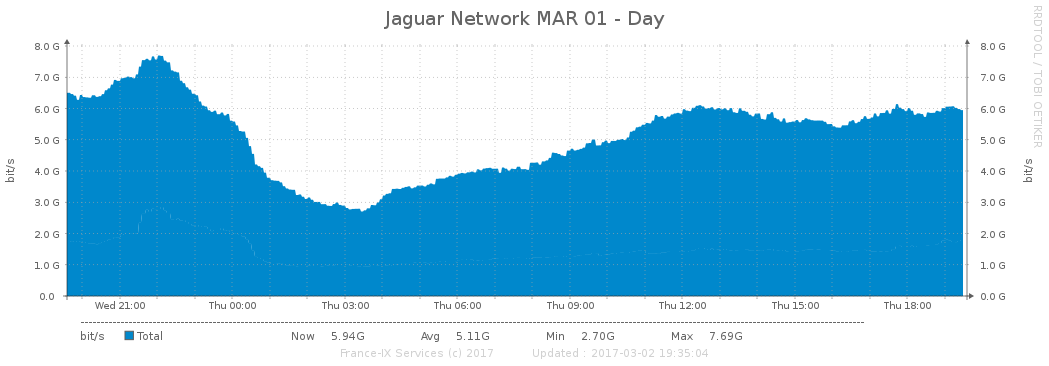 Jaguar Network MAR 01 - Day
RRDTOOL / TOBI OETIKER
8.0 G 8.0 G
7.0 G 7.0 G
6.0 G 6.0 G
5.0 G 5.0 G
4.0 G 4.0 G
3.0 G 3.0 G
2.0 G 2.0 G
1.0 G 1.0 G
0.0 0.0 G
bit/s
bit/s
Wed 21:00 Thu 00:00 Thu 03:00 Thu 06:00 Thu 09:00 Thu 12:00 Thu 15:00 Thu 18:00
bit/s Total Now 5.94G Avg 5.11G Min 2.70G Max 7.69G
France-IX Services (c) 2017 Updated : 2017-03-02 19:35:04